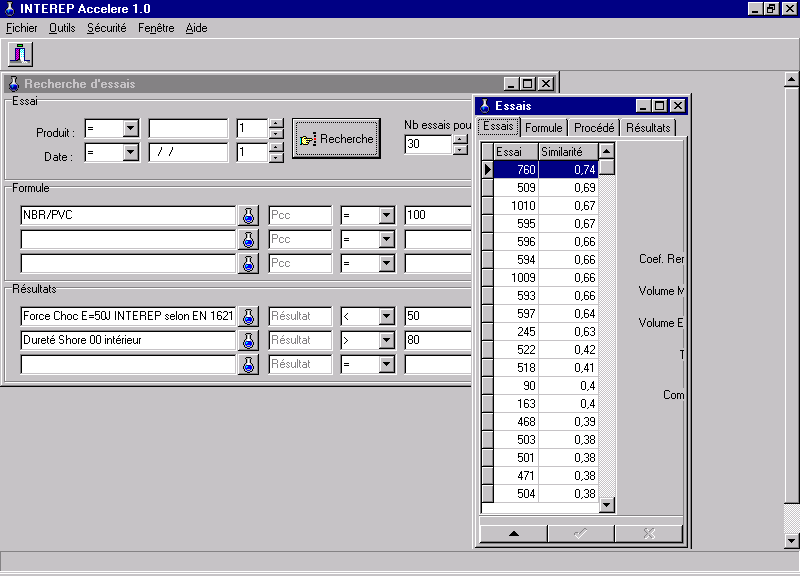 INTEREP Accelere 1.0
Fichier Outils Sécurité Fenêtre Aide
Recherche d'essais
Essai
Produit : = 1 Recherche Nb essais pou
Date : = / / 1 30
Formule
NBR/PVC Pcc = 100
Pcc =
Pcc =
Résultats
Force Choc E=50J INTEREP selon EN 1621 Résultat < 50
Dureté Shore 00 intérieur Résultat > 80
Résultat =
Essais
Essais Formule Procédé Résultats
Essai Similarité
760 0,74
509 0,69
1010 0,67
595 0,67
596 0,66
594 0,66
1009 0,66
593 0,66
597 0,64
245 0,63
522 0,42
518 0,41
90 0,4
163 0,4
468 0,39
503 0,38
501 0,38
471 0,38
504 0,38
Coef. Ren
Volume M
Volume E
T
Com